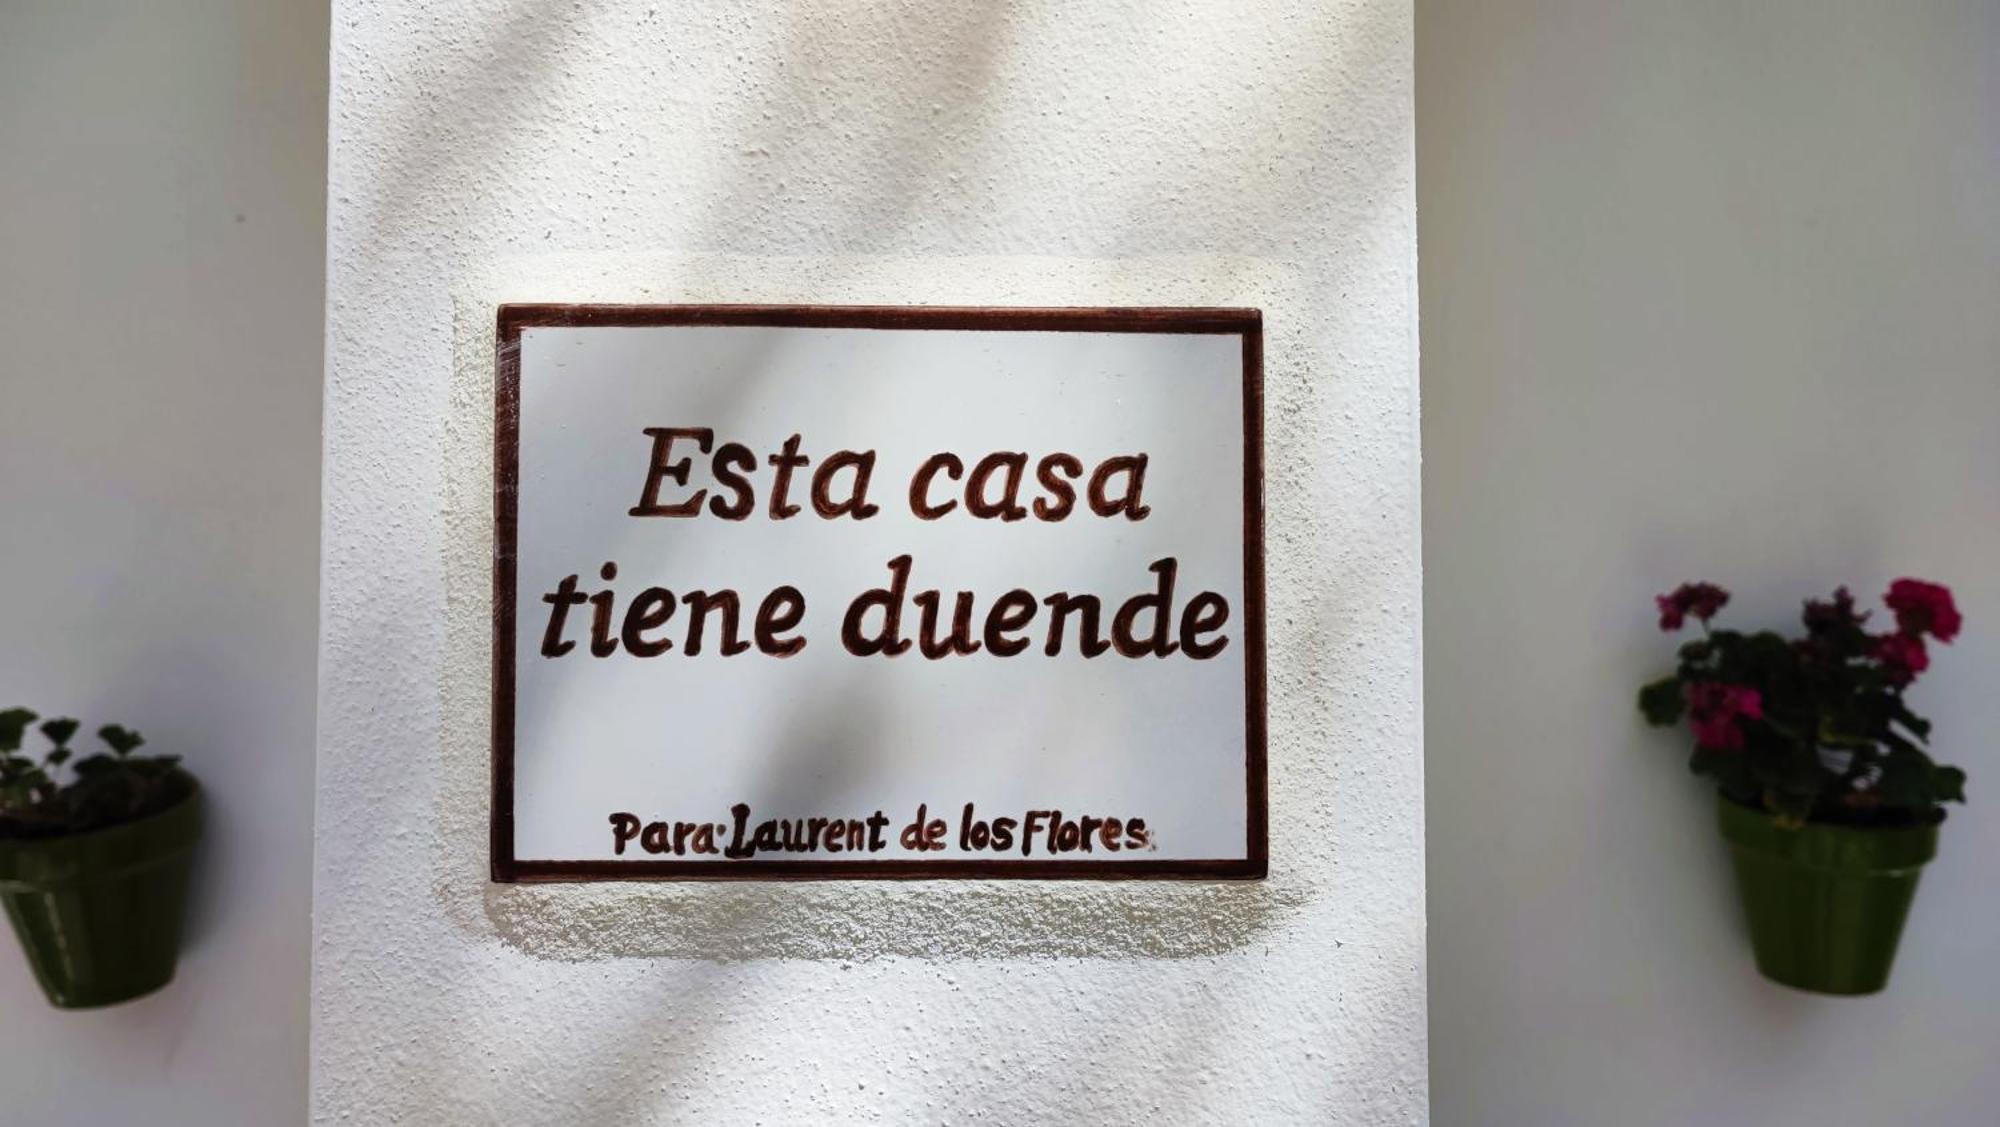 Esta casa
tiene duende
Para: Laurent de los Flores.